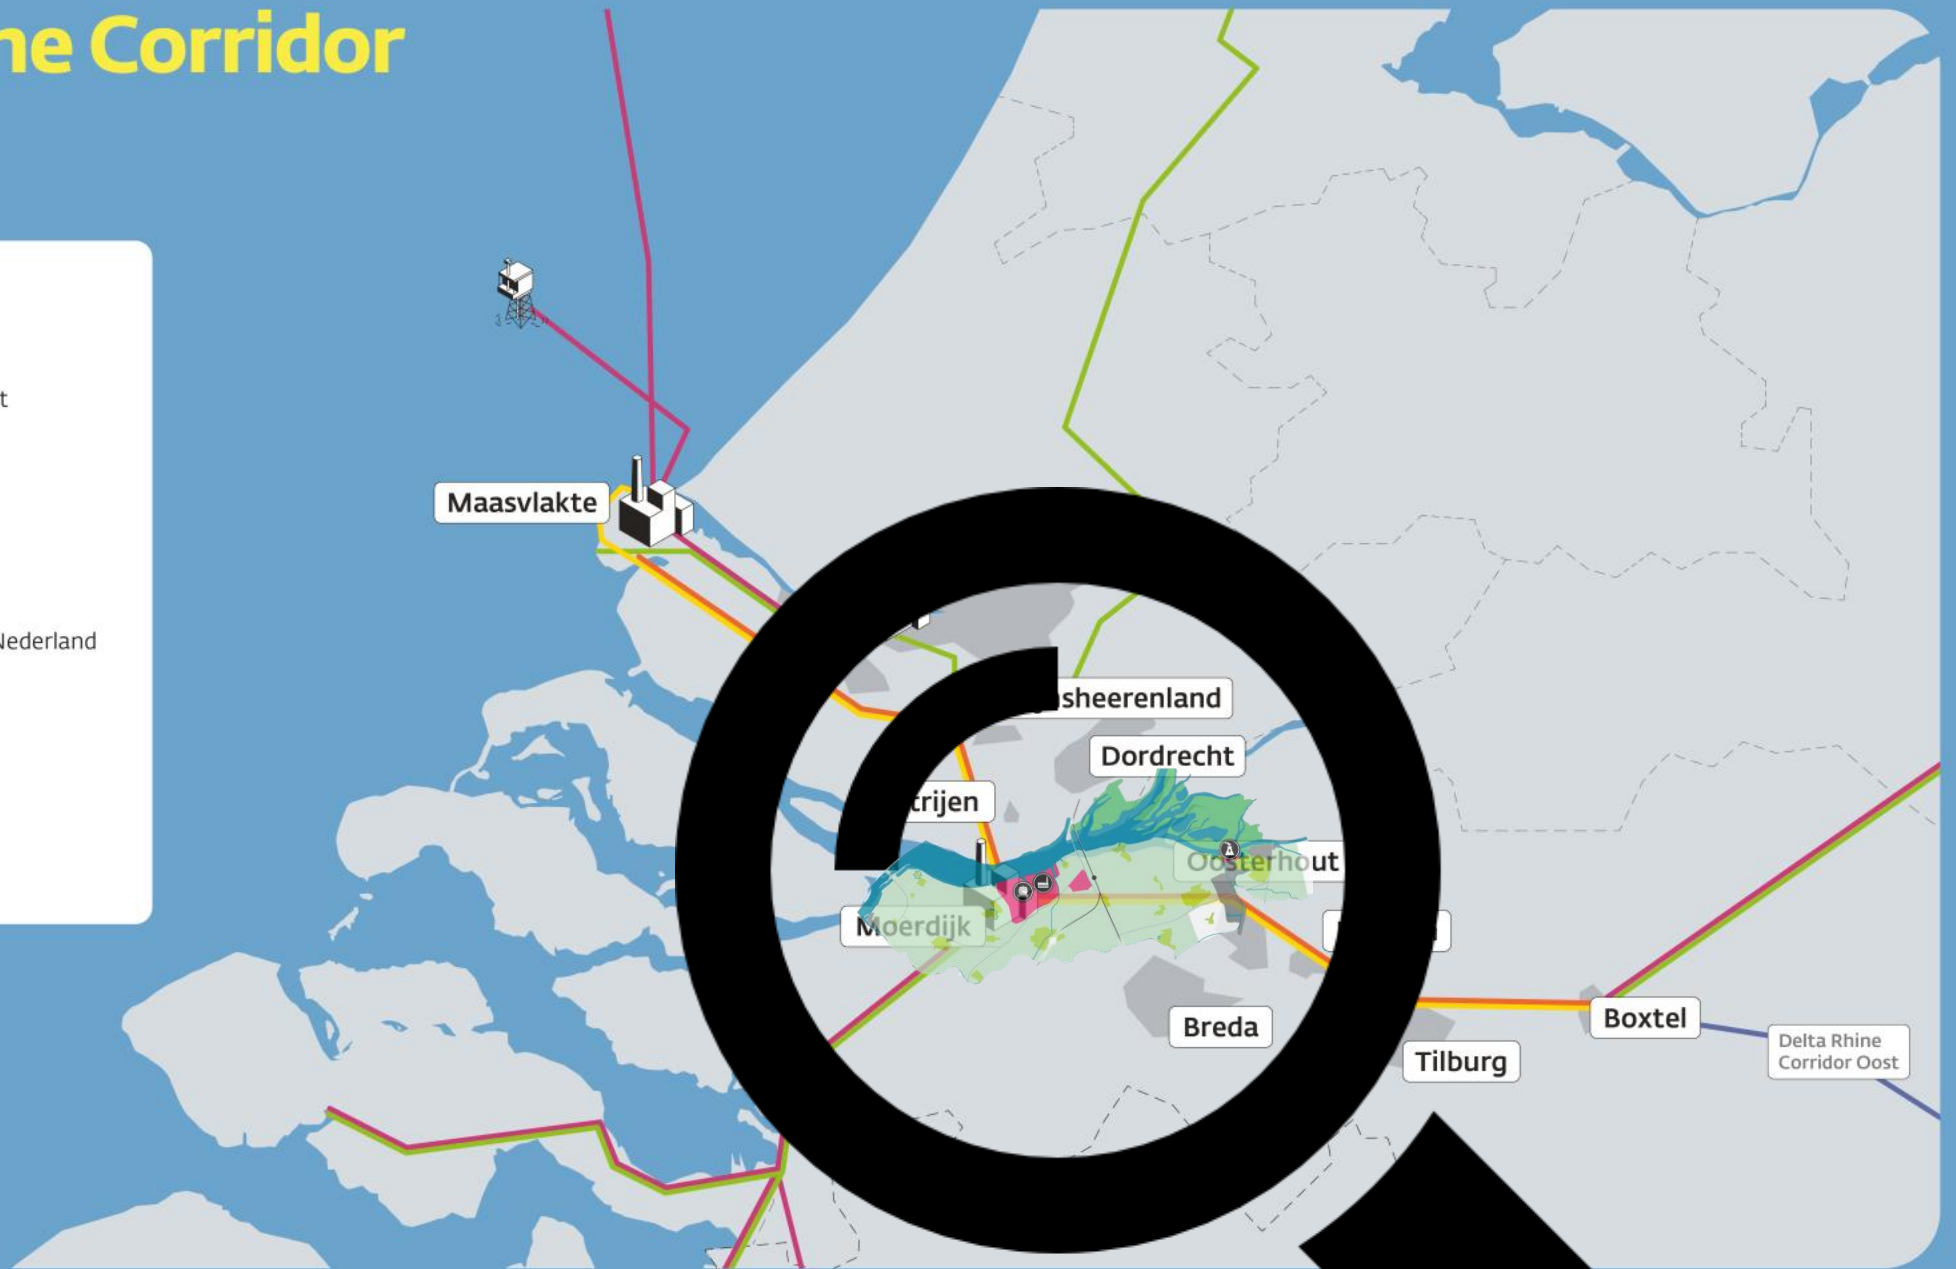 ne Corridor
t
Nederland
Maasvlakte
sheerenland
Dordrecht
trijen
Oosterhout
Moerdijk
Breda
Boxtel
Tilburg
Delta Rhine
Corridor Oost